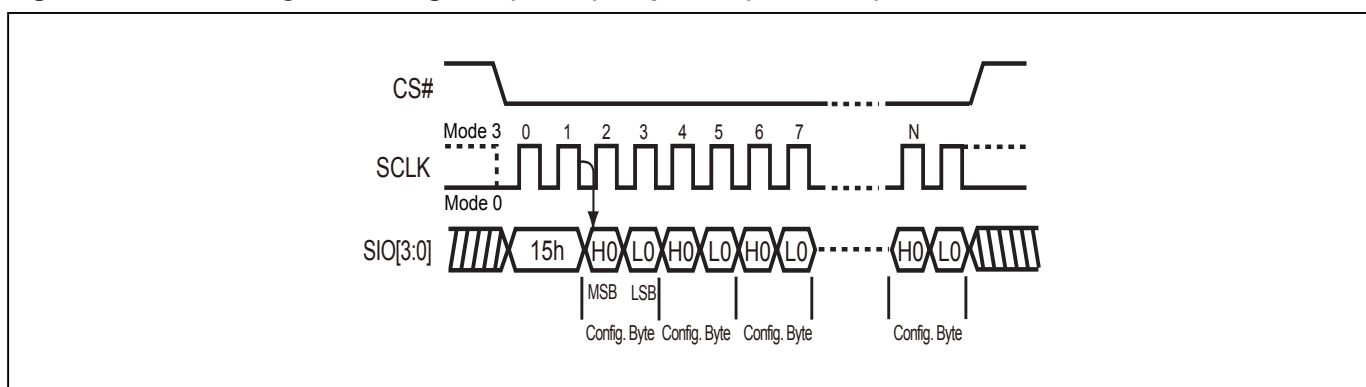 CS#
Mode 3 0 1 2 3 4 5 6 7 N
SCLK
Mode 0
SIO[3:0] 15h H0 L0 H0 L0 H0 L0 H0 L0
MSB LSB
Config. Byte Config. Byte Config. Byte Config. Byte